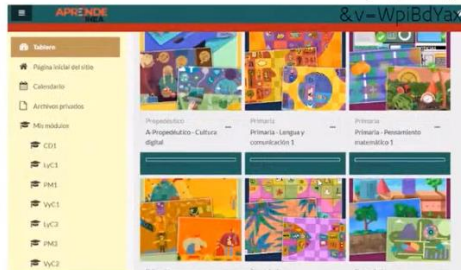 APRENDE
INEA
&v=WpiBdYax
Tablero
Página inicial del sitio
Calendario
Archivos privados
Mis módulos
CD1
LyC1
PM1
VyC1
LyC2
PM2
VyC2
Propedéutico
A-Propedéutico - Cultura
digital
...
Primaria
Primaria - Lengua y
comunicación 1
...
Primaria
Primaria - Pensamiento
matemático 1
...